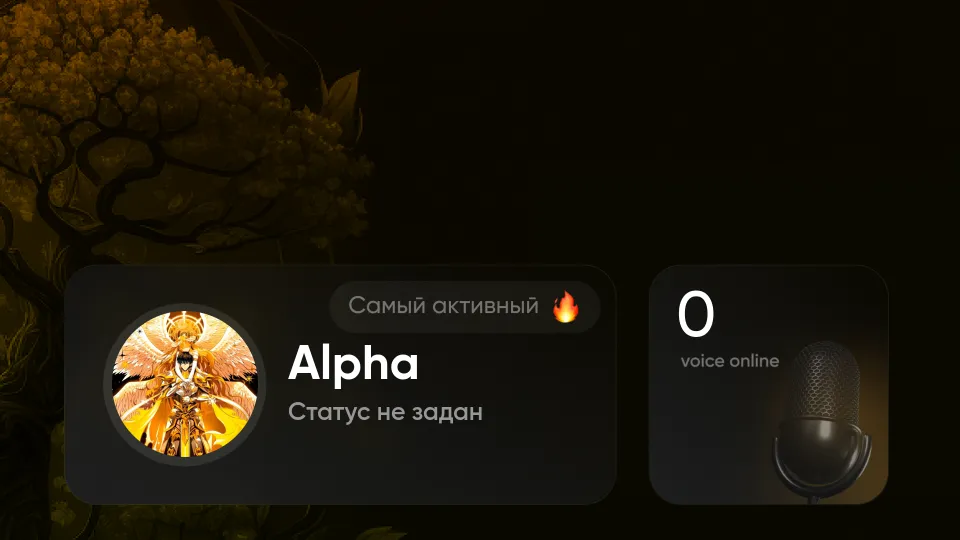 Самый активный 🔥
Alpha
Статус не задан
0
voice online